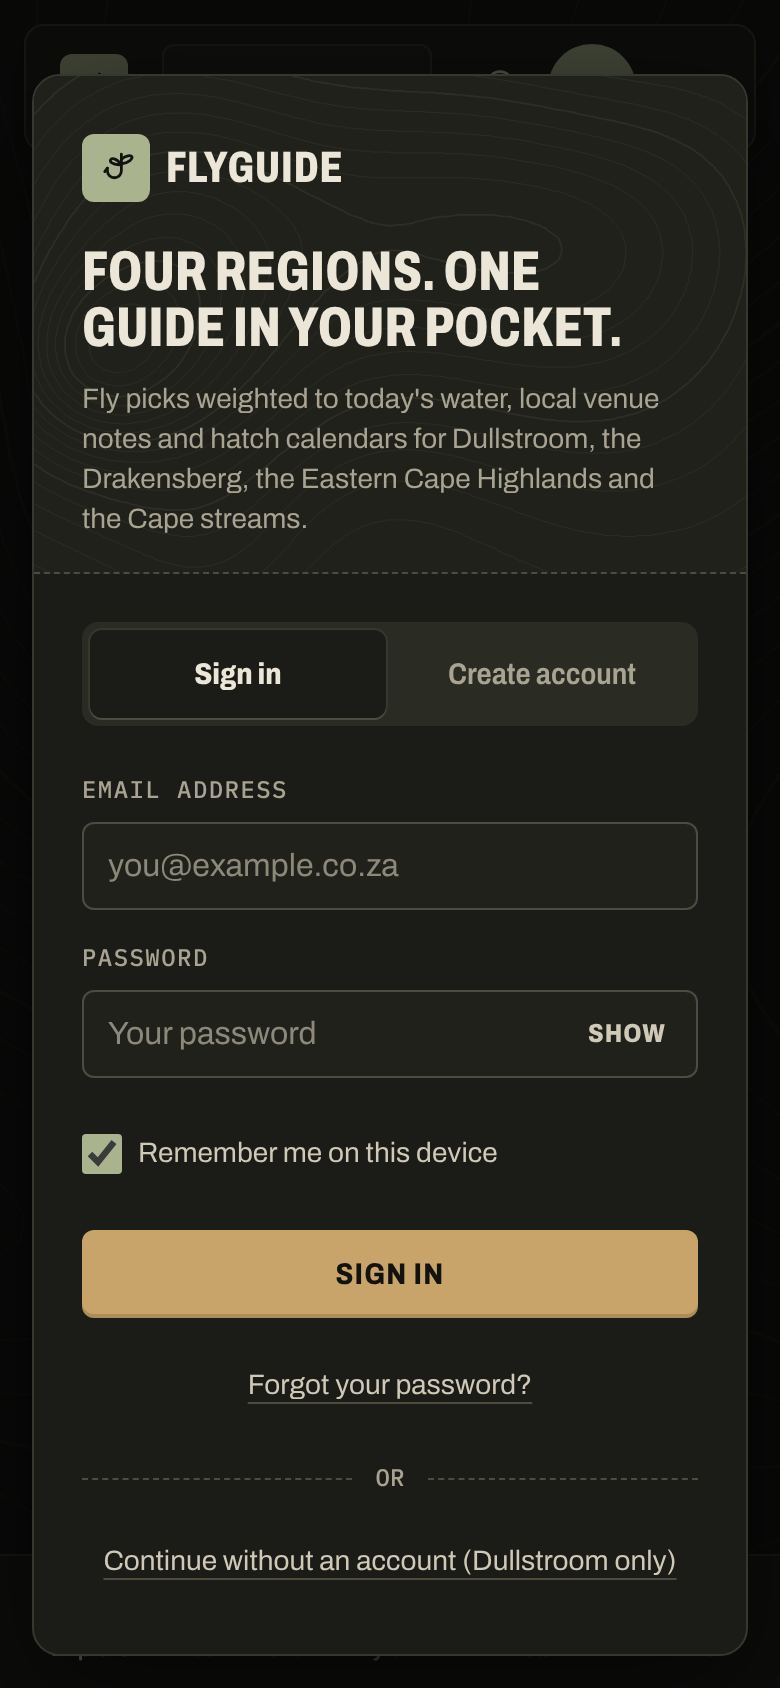 FLYGUIDE
FOUR REGIONS. ONE
GUIDE IN YOUR POCKET.
Fly picks weighted to today's water, local venue
notes and hatch calendars for Dullstroom, the
Drakensberg, the Eastern Cape Highlands and
the Cape streams.
Sign in
Create account
EMAIL ADDRESS
you@example.co.za
PASSWORD
Your password
SHOW
Remember me on this device
SIGN IN
Forgot your password?
OR
Continue without an account (Dullstroom only)